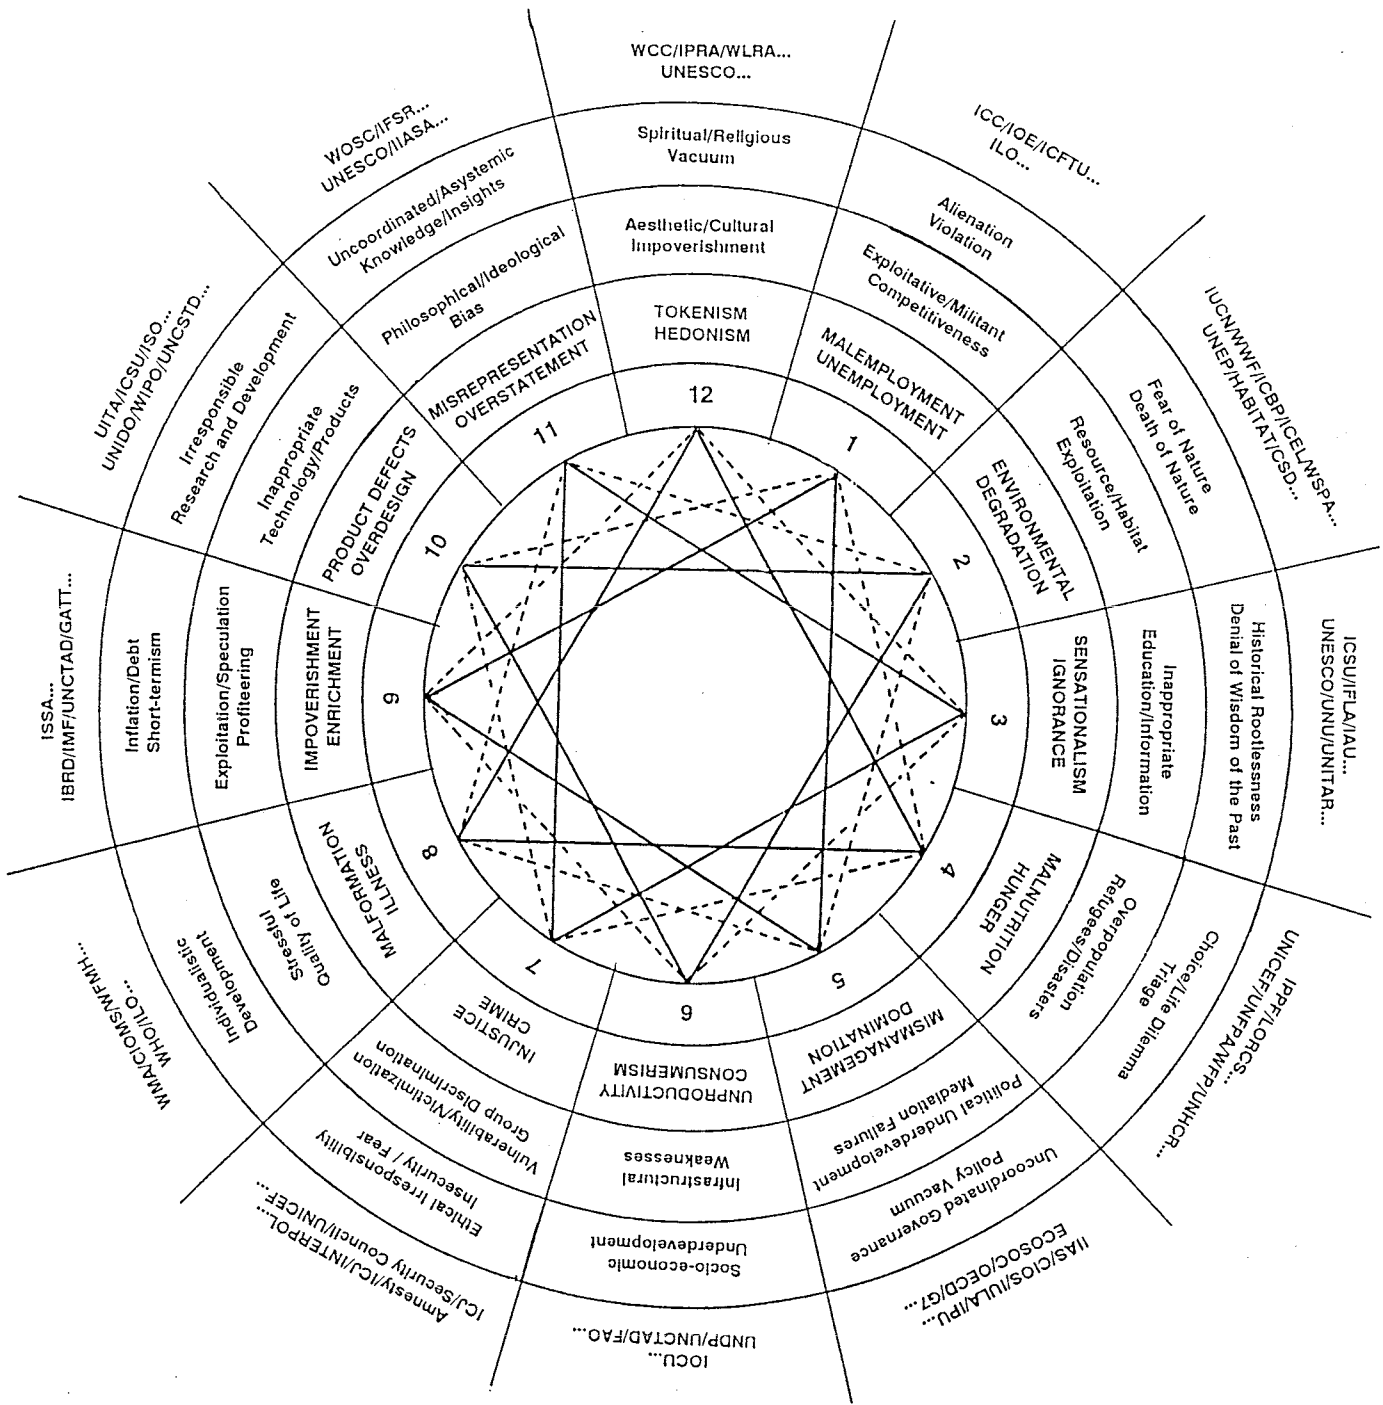 WCC/IPRA/WLRA...
UNESCO...
Spiritual/Religious
Vacuum
Aesthetic/Cultural
Impoverishment
TOKENISM
HEDONISM
12
ICC/IOE/ICFTU...
ILO...
Alienation
Violation
Exploitative/Militant
Competitiveness
MALEMPLOYMENT
UNEMPLOYMENT
1
IUCN/WWF/ICBP/ICEL/WSPA...
UNEP/HABITAT/CSD...
Fear of Nature
Death of Nature
Resource/Habitat
Exploitation
ENVIRONMENTAL
DEGRADATION
2
ICSU/IFLA/IAU...
UNESCO/UNU/UNITAR...
Historical Rootlessness
Denial of Wisdom of the Past
Inappropriate
Education/Information
SENSATIONALISM
IGNORANCE
3
IPPF/LORCS...
UNICEF/UNFPA/WFP/UNHCR...
Choice/Life Dilemma
Triage
Overpopulation
Refugees/Disasters
MALNUTRITION
HUNGER
4
IIAS/CIOS/IULA/IPU...
ECOSOC/OECD/G7...
Uncoordinated Governance
Policy Vacuum
Political Underdevelopment
Mediation Failures
MISMANAGEMENT
DOMINATION
5
IOCU...
UNDP/UNCTAD/FAO...
Socio-economic
Underdevelopment
Infrastructural
Weaknesses
UNPRODUCTIVITY
CONSUMERISM
6
Amnesty/ICJ/INTERPOL...
ICJ/Security Council/UNICEF...
Ethical Irresponsibility
Insecurity / Fear
Vulnerability/Victimization
Group Discrimination
INJUSTICE
CRIME
7
WMA/CIOMS/WFMH...
WHO/ILO...
Individualistic
Development
Stressful
Quality of Life
MALFORMATION
ILLNESS
8
ISSA...
IBRD/IMF/UNCTAD/GATT...
Inflation/Debt
Short-termism
Exploitation/Speculation
Profiteering
IMPOVERISHMENT
ENRICHMENT
9
UITA/ICSU/ISO...
UNIDO/WIPO/UNCSTD...
Irresponsible
Research and Development
Inappropriate
Technology/Products
PRODUCT DEFECTS
OVERDESIGN
10
WOSC/IFSR...
UNESCO/IIASA...
Uncoordinated/Asystemic
Knowledge/Insights
Philosophical/Ideological
Bias
MISREPRESENTATION
OVERSTATEMENT
11